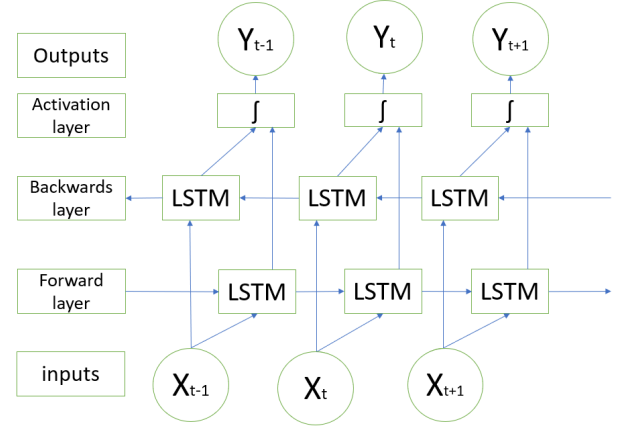 Outputs
Y t-1
Y t
Y t+1
Activation
layer
∫
∫
∫
Backwards
layer
LSTM
LSTM
LSTM
Forward
layer
LSTM
LSTM
LSTM
inputs
X t-1
X t
X t+1